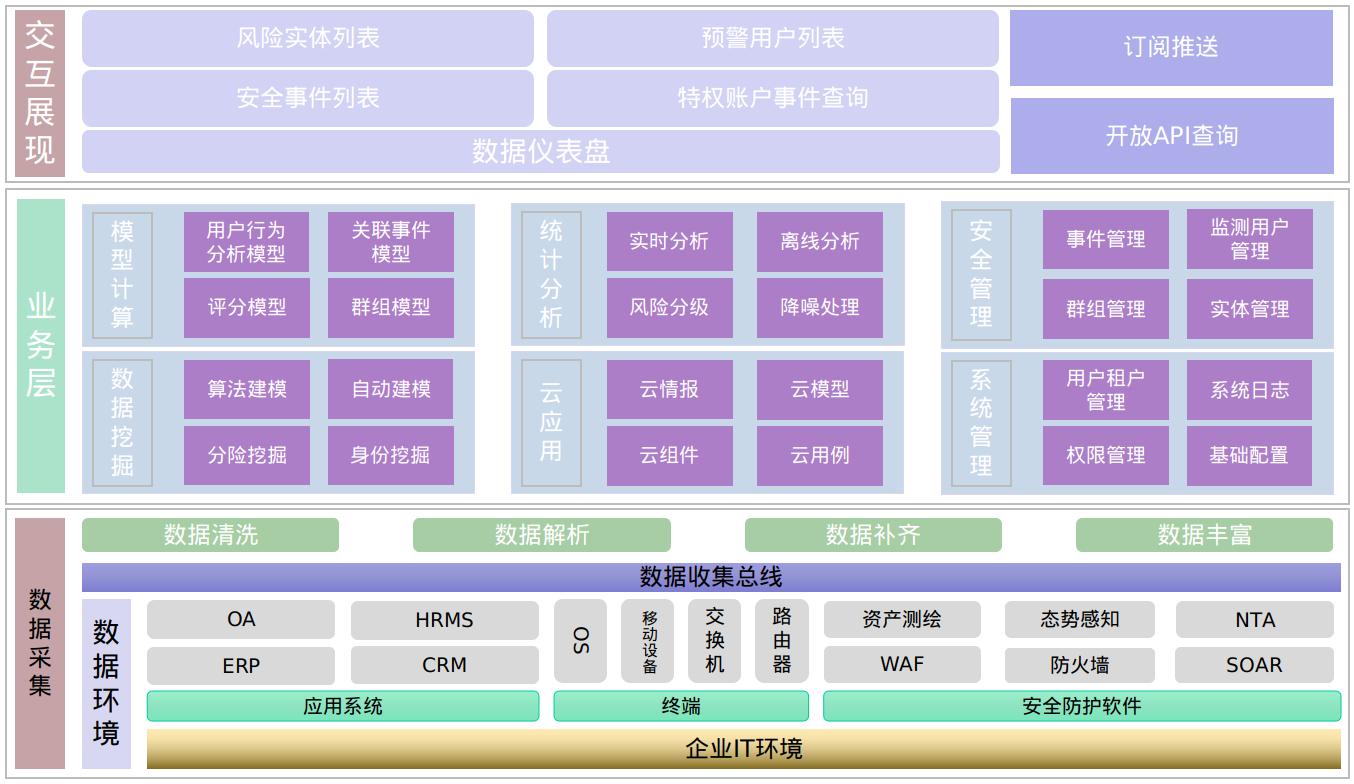 交互展现
风险实体列表
预警用户列表
订阅推送
安全事件列表
特权账户事件查询
开放API查询
数据仪表盘
业务层
模型计算
用户行为
分析模型
关联事件
模型
评分模型
群组模型
统计分析
实时分析
离线分析
风险分级
降噪处理
安全管理
事件管理
监测用户
管理
群组管理
实体管理
数据挖掘
算法建模
自动建模
分险挖掘
身份挖掘
云应用
云情报
云模型
云组件
云用例
系统管理
用户租户
管理
系统日志
权限管理
基础配置
数据采集
数据清洗
数据解析
数据补齐
数据丰富
数据收集总线
数据环境
OA
HRMS
ERP
CRM
应用系统
OS
移动设备
交换机
路由器
终端
资产测绘
态势感知
NTA
WAF
防火墙
SOAR
安全防护软件
企业IT环境